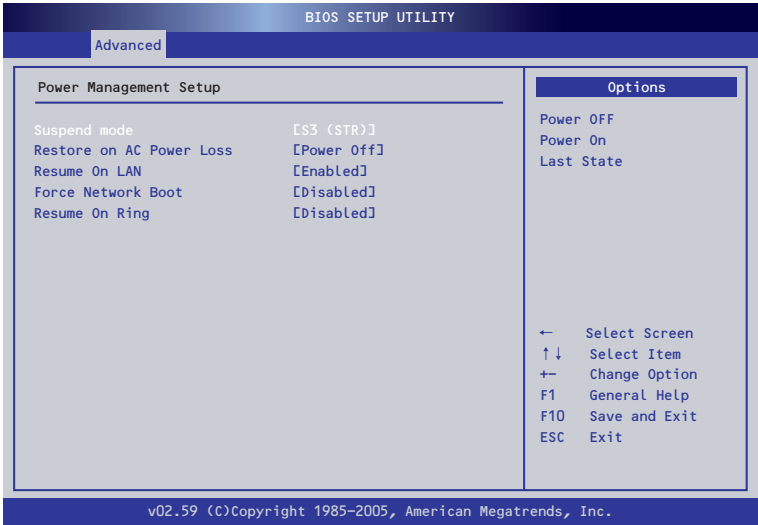 BIOS SETUP UTILITY
Advanced
Power Management Setup
Suspend mode [S3 (STR)]
Restore on AC Power Loss [Power Off]
Resume On LAN [Enabled]
Force Network Boot [Disabled]
Resume On Ring [Disabled]
Options
Power OFF
Power On
Last State
← Select Screen
↑↓ Select Item
+- Change Option
F1 General Help
F10 Save and Exit
ESC Exit
v02.59 (C)Copyright 1985-2005, American Megatrends, Inc.